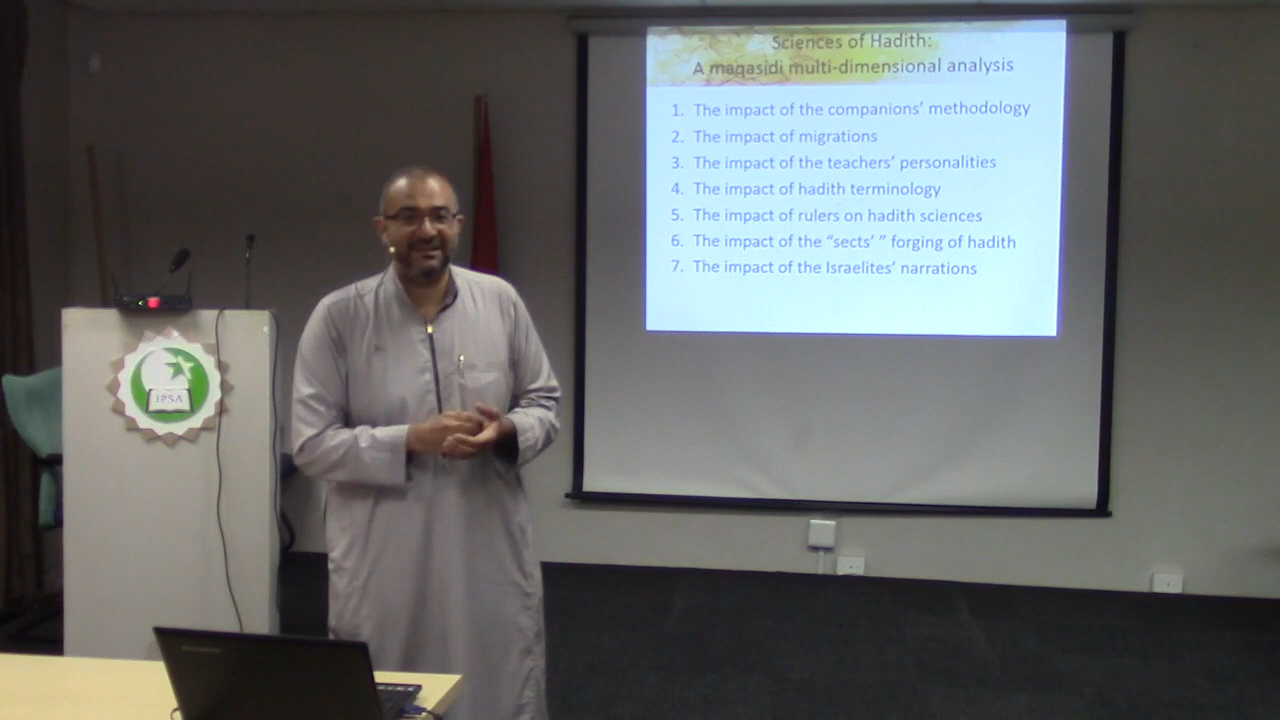 Sciences of Hadith:
A maqasidi multi-dimensional analysis
1. The impact of the companions’ methodology
2. The impact of migrations
3. The impact of the teachers’ personalities
4. The impact of hadith terminology
5. The impact of rulers on hadith sciences
6. The impact of the “sects’ ” forging of hadith
7. The impact of the Israelites’ narrations
IPSA